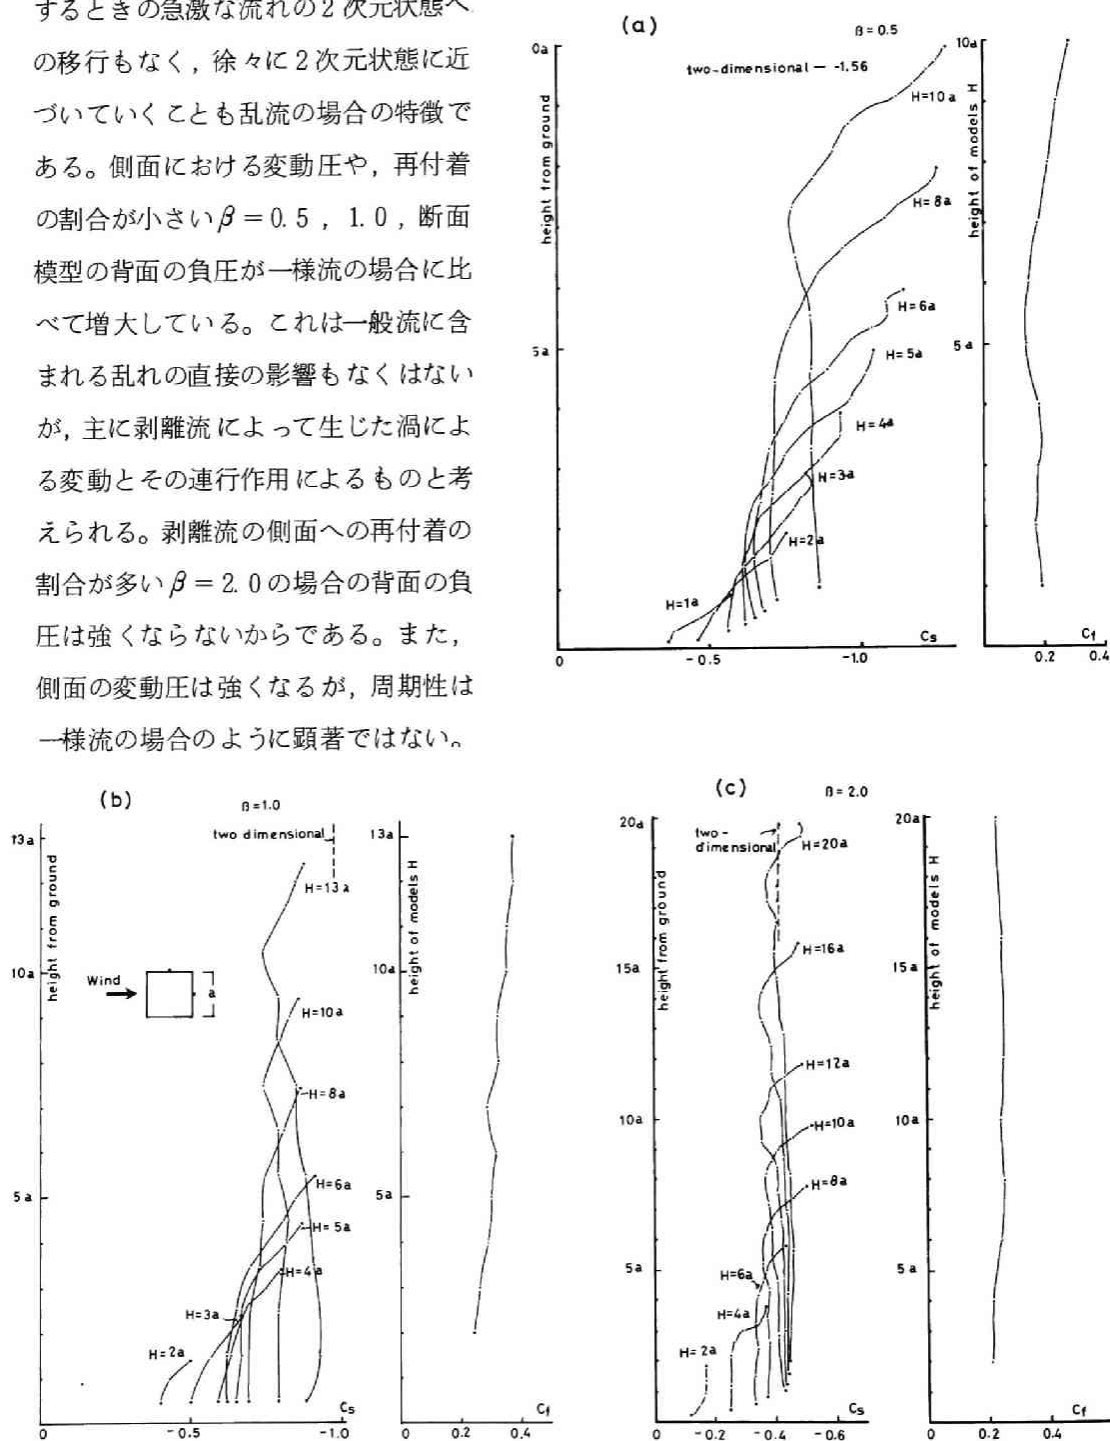 するときの急激な流れの2次元状態へ
の移行もなく,徐々に2次元状態に近
づいていくことも乱流の場合の特徴で
ある。側面における変動圧や,再付着
の割合が小さいβ=0.5,1.0,断面
模型の背面の負圧が一様流の場合に比
べて増大している。これは一般流に含
まれる乱れの直接の影響もなくはない
が,主に剥離流によって生じた渦によ
る変動とその連行作用によるものと考
えられる。剥離流の側面への再付着の
割合が多いβ=2.0の場合の背面の負
圧は強くならないからである。また,
側面の変動圧は強くなるが,周期性は
一様流の場合のように顕著ではない。
(a)
β=0.5
0a
two-dimensional — -1.56
H=10a
H=8a
H=6a
H=5a
H=4a
H=3a
H=2a
H=1a
height from ground
5a
0
-0.5
-1.0
Cs
10a
height of models H
5a
0.2
0.4
Cf
(b)
β=1.0
two dimensional
13a
height from ground
10a
5a
0
Wind
a
H=13a
H=10a
H=8a
H=6a
H=5a
H=4a
H=3a
H=2a
-0.5
-1.0
Cs
13a
height of models H
10a
5a
0
0.2
0.4
Cf
(c)
β=2.0
20a
two-
dimensional
height from ground
15a
10a
5a
0
H=20a
H=16a
H=12a
H=10a
H=8a
H=6a
H=4a
H=2a
-0.2
-0.4
-0.6
Cs
20a
height of models H
15a
10a
5a
0
0.2
0.4
Cf